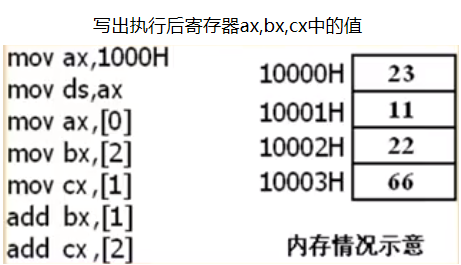 写出执行后寄存器ax,bx,cx中的值
mov ax,1000H
mov ds,ax
mov ax,[0]
mov bx,[2]
mov cx,[1]
add bx,[1]
add cx,[2]
10000H 23
10001H 11
10002H 22
10003H 66
内存情况示意